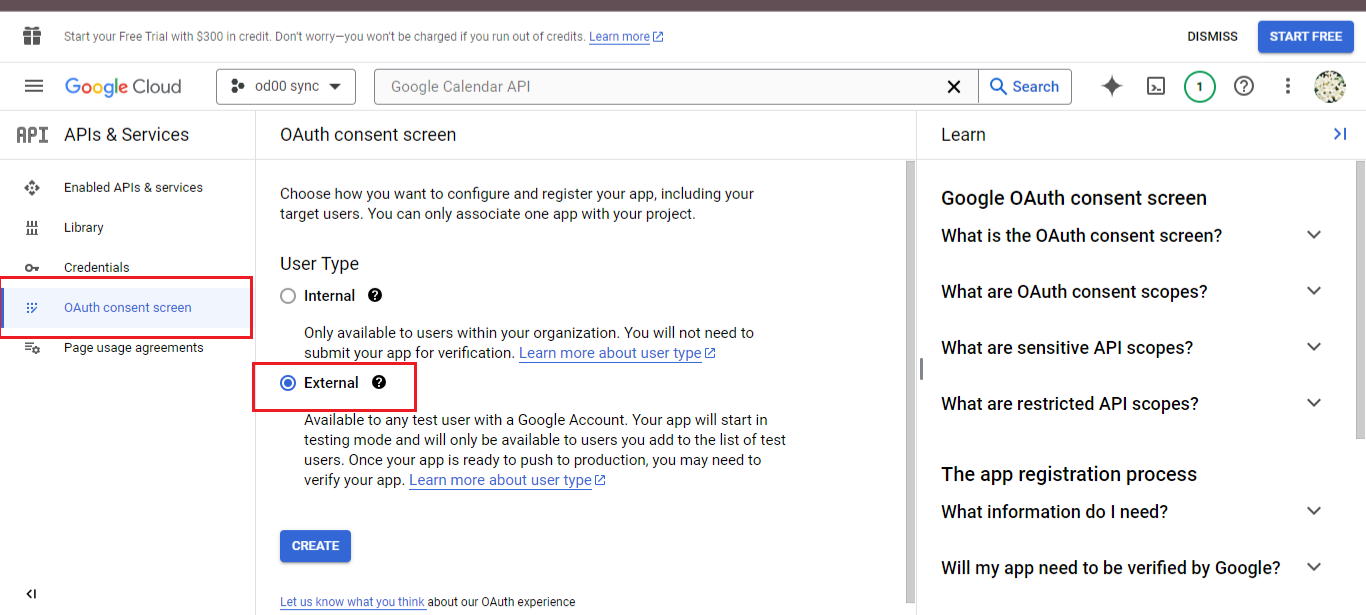 Start your Free Trial with $300 in credit. Don't worry—you won't be charged if you run out of credits. Learn more
DISMISS
START FREE
Google Cloud
od00 sync
Google Calendar API
Search
1
API
APIs & Services
OAuth consent screen
Learn
Enabled APIs & services
Library
Credentials
OAuth consent screen
Page usage agreements
Choose how you want to configure and register your app, including your
target users. You can only associate one app with your project.
User Type
Internal
Only available to users within your organization. You will not need to
submit your app for verification. Learn more about user type
External
Available to any test user with a Google Account. Your app will start in
testing mode and will only be available to users you add to the list of test
users. Once your app is ready to push to production, you may need to
verify your app. Learn more about user type
CREATE
Let us know what you think about our OAuth experience
Google OAuth consent screen
What is the OAuth consent screen?
What are OAuth consent scopes?
What are sensitive API scopes?
What are restricted API scopes?
The app registration process
What information do I need?
Will my app need to be verified by Google?